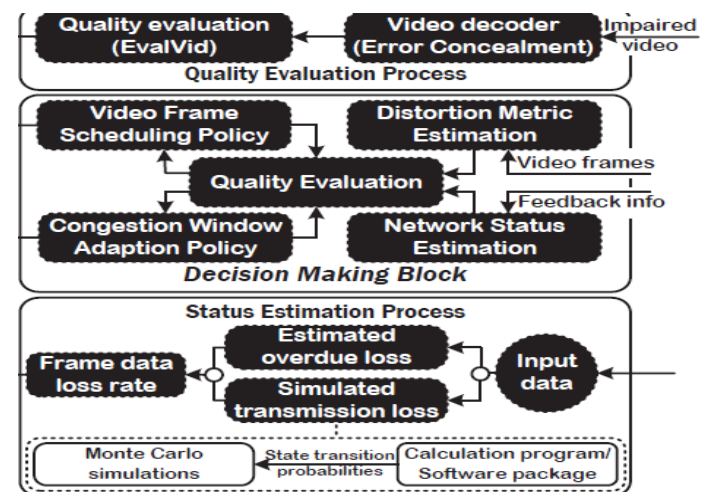 Quality evaluation
(EvalVid)
Video decoder
(Error Concealment)
Impaired
video
Quality Evaluation Process
Video Frame
Scheduling Policy
Distortion Metric
Estimation
Video frames
Quality Evaluation
Feedback info
Congestion Window
Adaption Policy
Network Status
Estimation
Decision Making Block
Status Estimation Process
Estimated
overdue loss
Frame data
loss rate
Input
data
Simulated
transmission loss
Monte Carlo
simulations
State transition
probabilities
Calculation program/
Software package